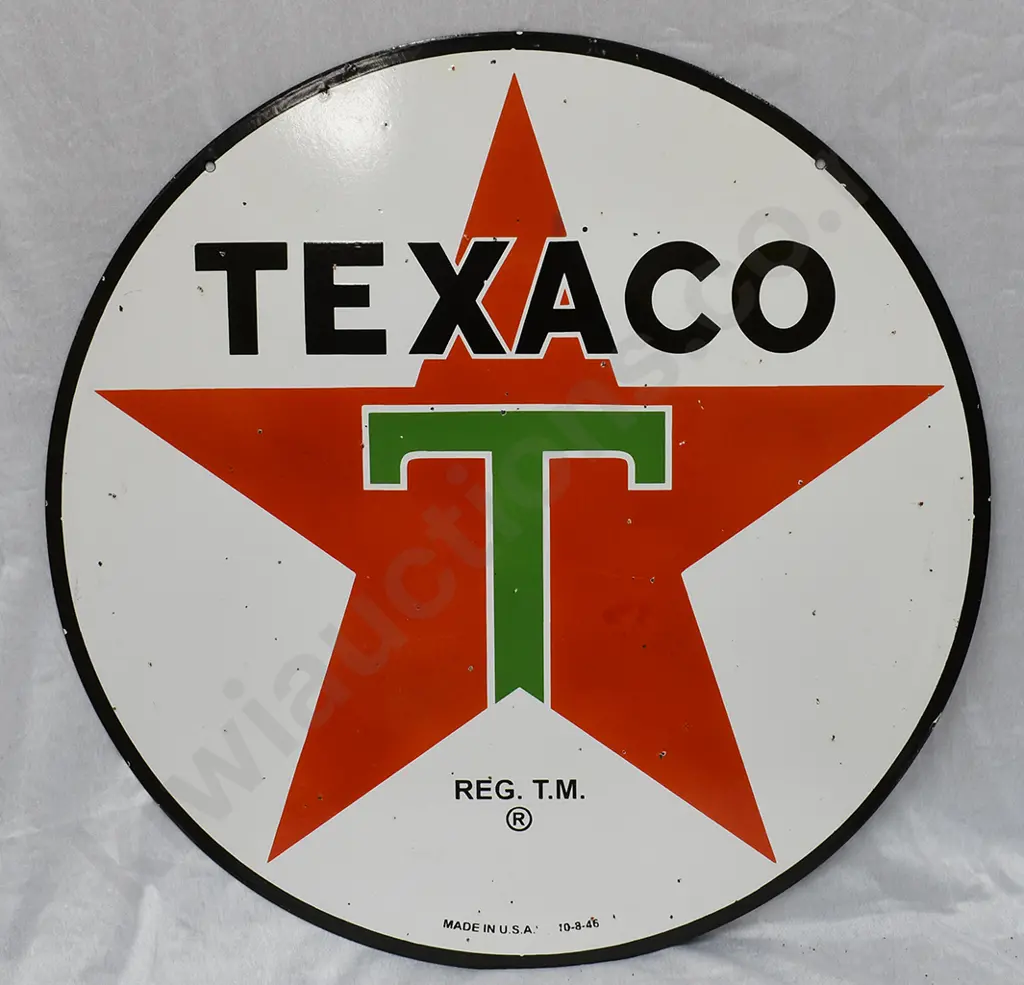 TEXACO
T
REG. T.M.
®
MADE IN U.S.A. 10-8-46